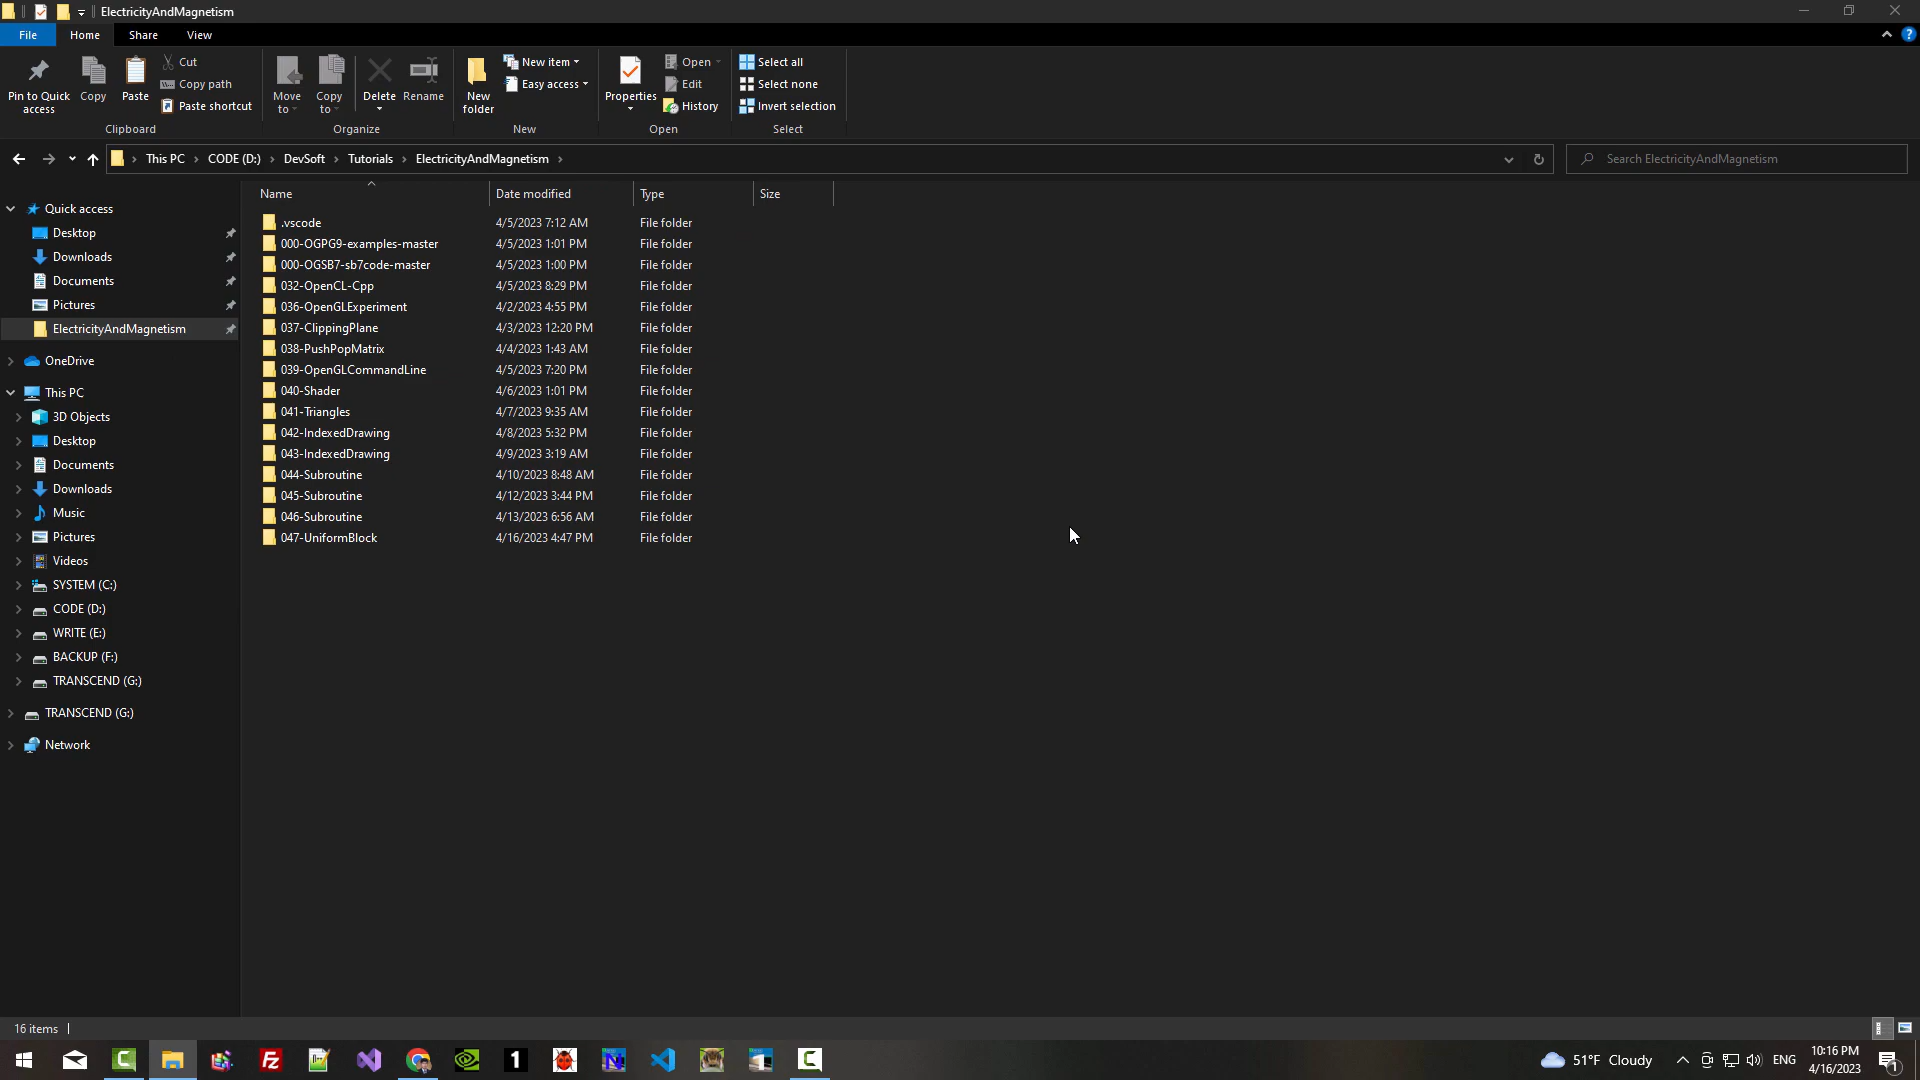 ElectricityAndMagnetism
File Home Share View
Pin to Quick access
Copy
Paste
Cut
Copy path
Paste shortcut
Clipboard
Move to
Copy to
Delete
Rename
Organize
New folder
New item
Easy access
New
Properties
Open
Edit
History
Open
Select all
Select none
Invert selection
Select
This PC CODE (D:) DevSoft Tutorials ElectricityAndMagnetism
Search ElectricityAndMagnetism
Quick access
Desktop
Downloads
Documents
Pictures
ElectricityAndMagnetism
OneDrive
This PC
3D Objects
Desktop
Documents
Downloads
Music
Pictures
Videos
SYSTEM (C:)
CODE (D:)
WRITE (E:)
BACKUP (F:)
TRANSCEND (G:)
TRANSCEND (G:)
Network
Name Date modified Type Size
.vscode 4/5/2023 7:12 AM File folder
000-OGPG9-examples-master 4/5/2023 1:01 PM File folder
000-OGSB7-sb7code-master 4/5/2023 1:00 PM File folder
032-OpenCL-Cpp 4/5/2023 8:29 PM File folder
036-OpenGLExperiment 4/2/2023 4:55 PM File folder
037-ClippingPlane 4/3/2023 12:20 PM File folder
038-PushPopMatrix 4/4/2023 1:43 AM File folder
039-OpenGLCommandLine 4/5/2023 7:20 PM File folder
040-Shader 4/6/2023 1:01 PM File folder
041-Triangles 4/7/2023 9:35 AM File folder
042-IndexedDrawing 4/8/2023 5:32 PM File folder
043-IndexedDrawing 4/9/2023 3:19 AM File folder
044-Subroutine 4/10/2023 8:48 AM File folder
045-Subroutine 4/12/2023 3:44 PM File folder
046-Subroutine 4/13/2023 6:56 AM File folder
047-UniformBlock 4/16/2023 4:47 PM File folder
16 items
51°F Cloudy
ENG
10:16 PM
4/16/2023
1